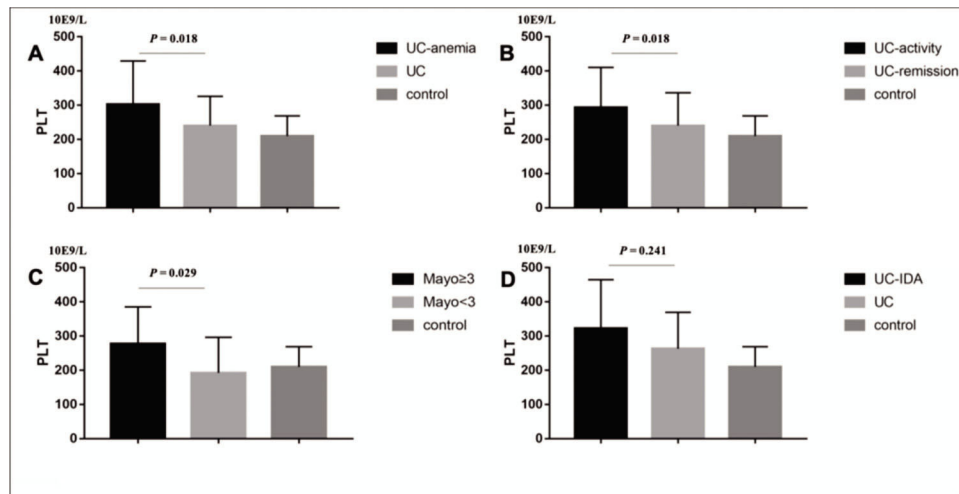 10E9/L
A
500
400
300
200
100
0
PLT
P = 0.018
UC-anemia
UC
control
10E9/L
B
500
400
300
200
100
0
PLT
P = 0.018
UC-activity
UC-remission
control
10E9/L
C
500
400
300
200
100
0
PLT
P = 0.029
Mayo≥3
Mayo<3
control
10E9/L
D
500
400
300
200
100
0
PLT
P = 0.241
UC-IDA
UC
control